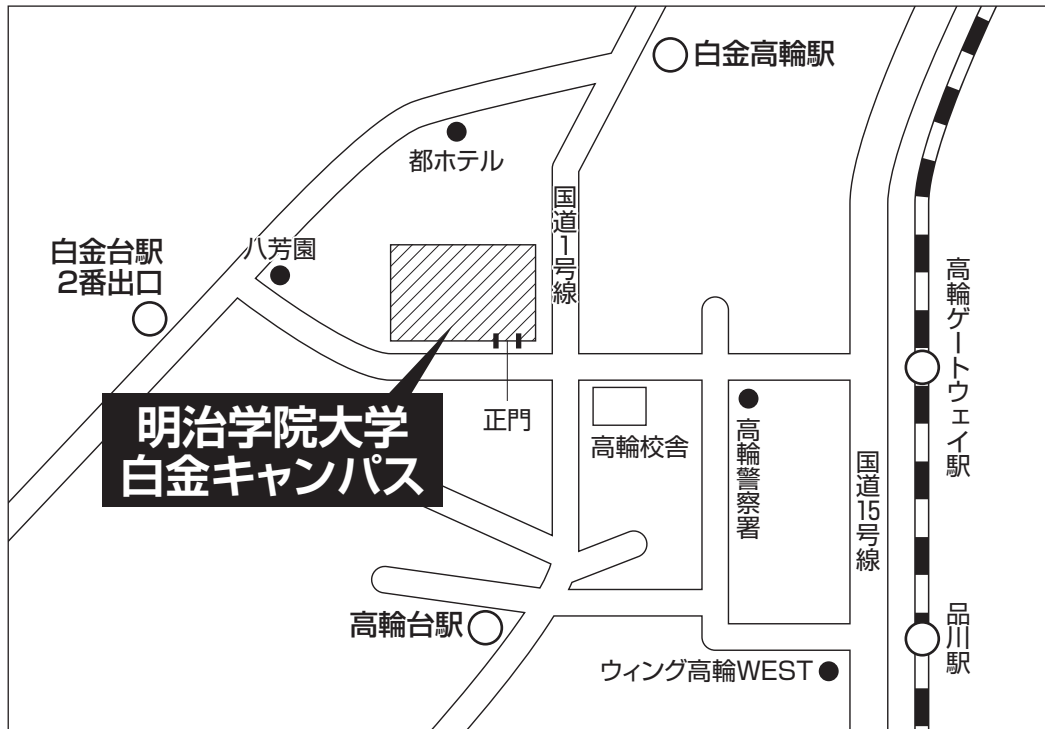 白金高輪駅
都ホテル
国道1号線
八芳園
白金台駅
2番出口
高輪ゲートウェイ駅
明治学院大学
白金キャンパス
正門
高輪校舎
高輪警察署
国道15号線
高輪台駅
品川駅
ウィング高輪WEST